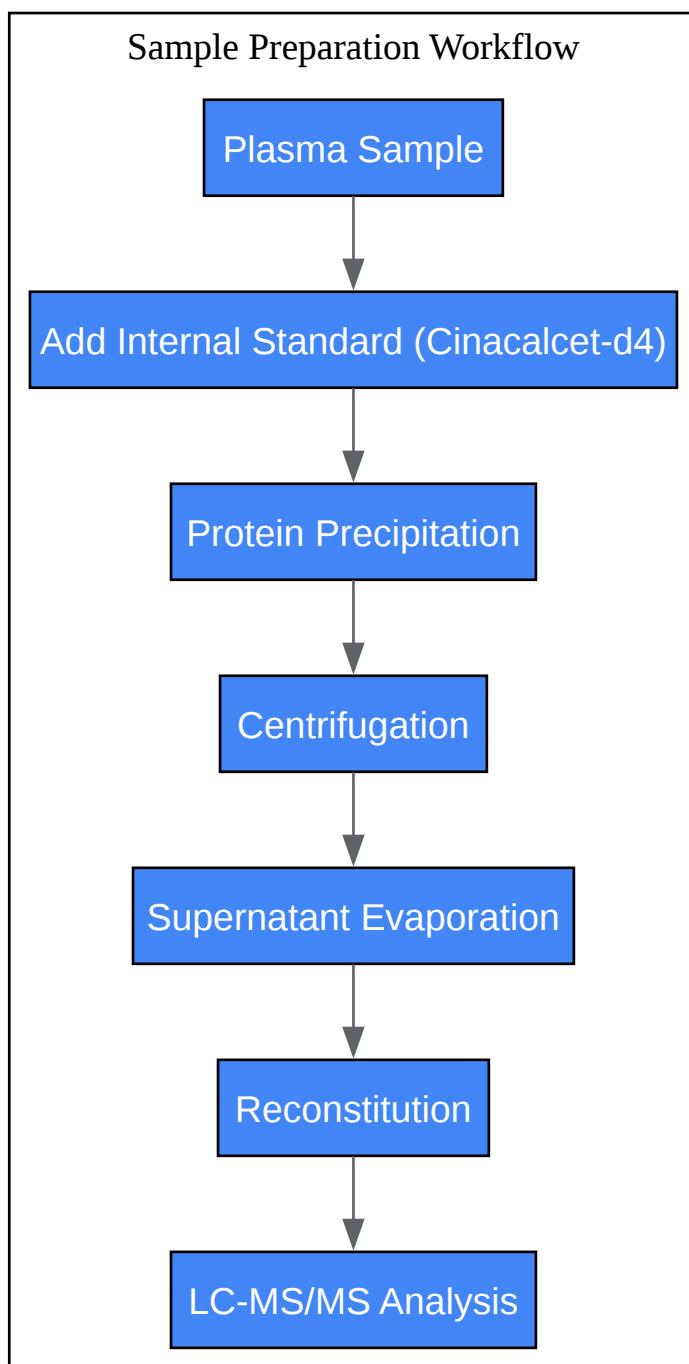 Sample Preparation Workflow
Plasma Sample
Add Internal Standard (Cinacalcet-d4)
Protein Precipitation
Centrifugation
Supernatant Evaporation
Reconstitution
LC-MS/MS Analysis